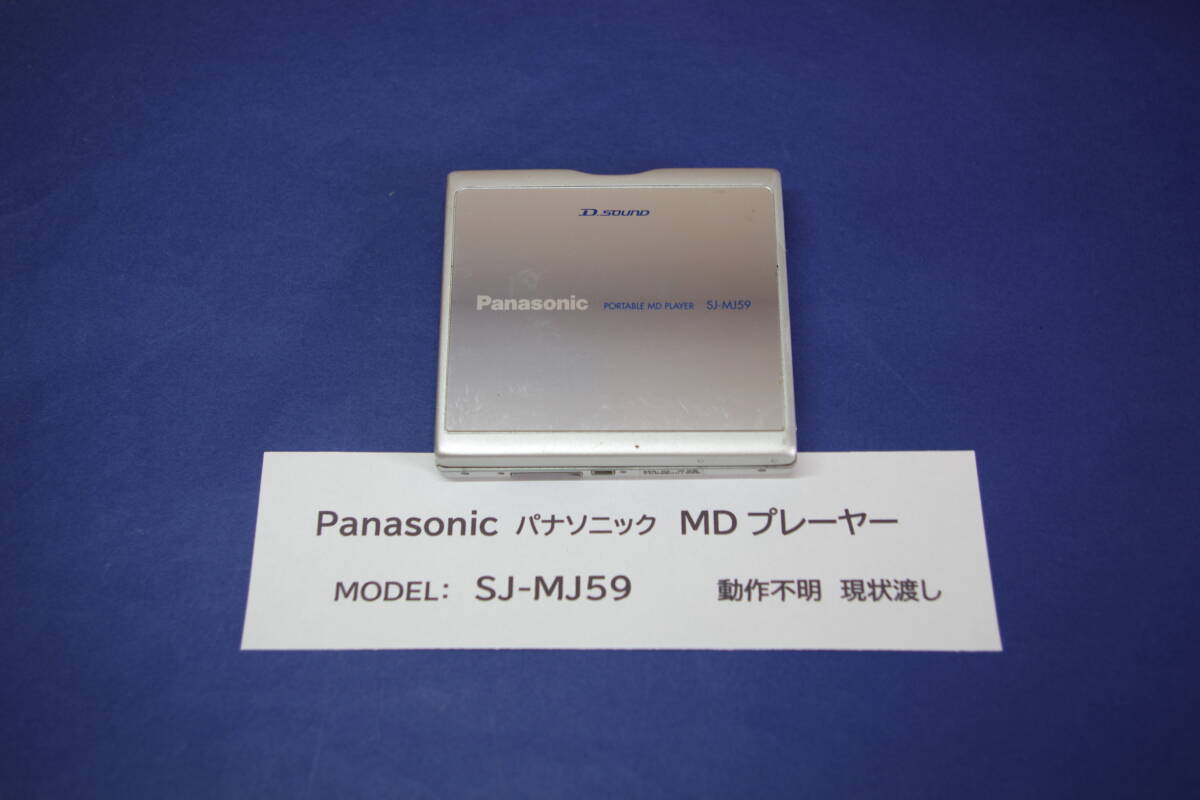 D.SOUND
Panasonic PORTABLE MD PLAYER SJ-MJ59
Panasonic パナソニック MD プレーヤー
MODEL: SJ-MJ59 動作不明 現状渡し